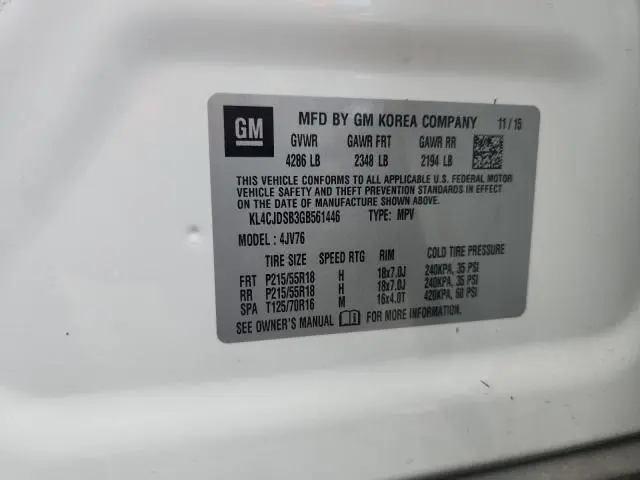 GM
MFD BY GM KOREA COMPANY 11 / 15
GVWR GAWR FRT GAWR RR
4286 LB 2348 LB 2194 LB
THIS VEHICLE CONFORMS TO ALL APPLICABLE U.S. FEDERAL MOTOR
VEHICLE SAFETY AND THEFT PREVENTION STANDARDS IN EFFECT
ON THE DATE OF MANUFACTURE SHOWN ABOVE.
KL4CJDSB3GB561446 TYPE: MPV
MODEL : 4JV76
TIRE SIZE SPEED RTG RIM COLD TIRE PRESSURE
FRT P215/55R18 H 18x7.0J 240KPA, 35 PSI
RR P215/55R18 H 18x7.0J 240KPA, 35 PSI
SPA T125/70R16 M 16x4.0T 420KPA, 60 PSI
SEE OWNER'S MANUAL FOR MORE INFORMATION.